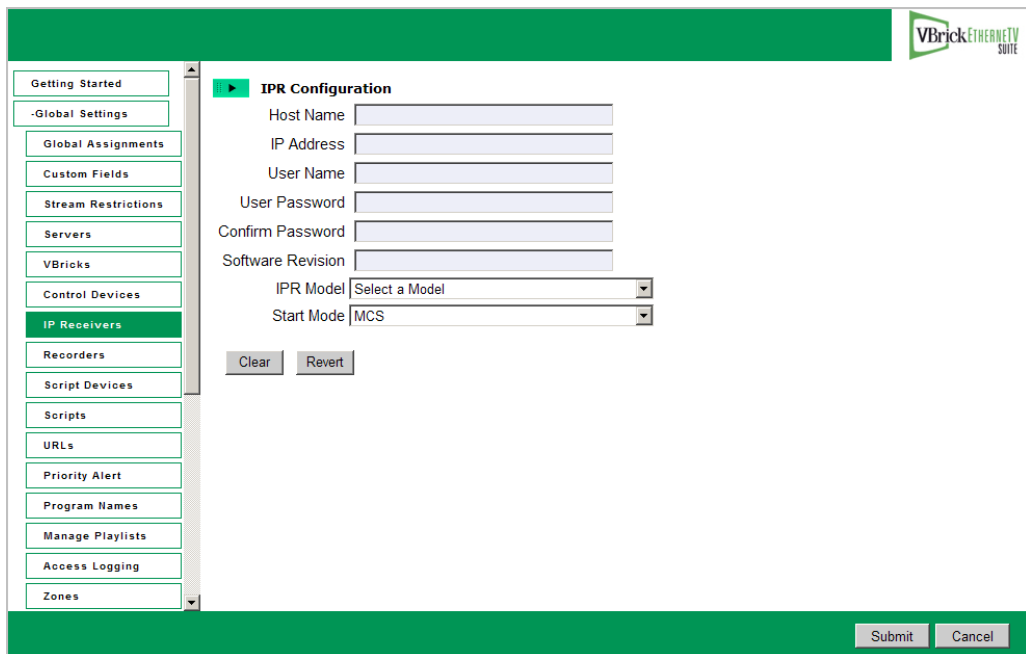 VBrick ETHERNETV
SUITE
Getting Started
-Global Settings
Global Assignments
Custom Fields
Stream Restrictions
Servers
VBricks
Control Devices
IP Receivers
Recorders
Script Devices
Scripts
URLs
Priority Alert
Program Names
Manage Playlists
Access Logging
Zones
IPR Configuration
Host Name
IP Address
User Name
User Password
Confirm Password
Software Revision
IPR Model Select a Model
Start Mode MCS
Clear Revert
Submit Cancel